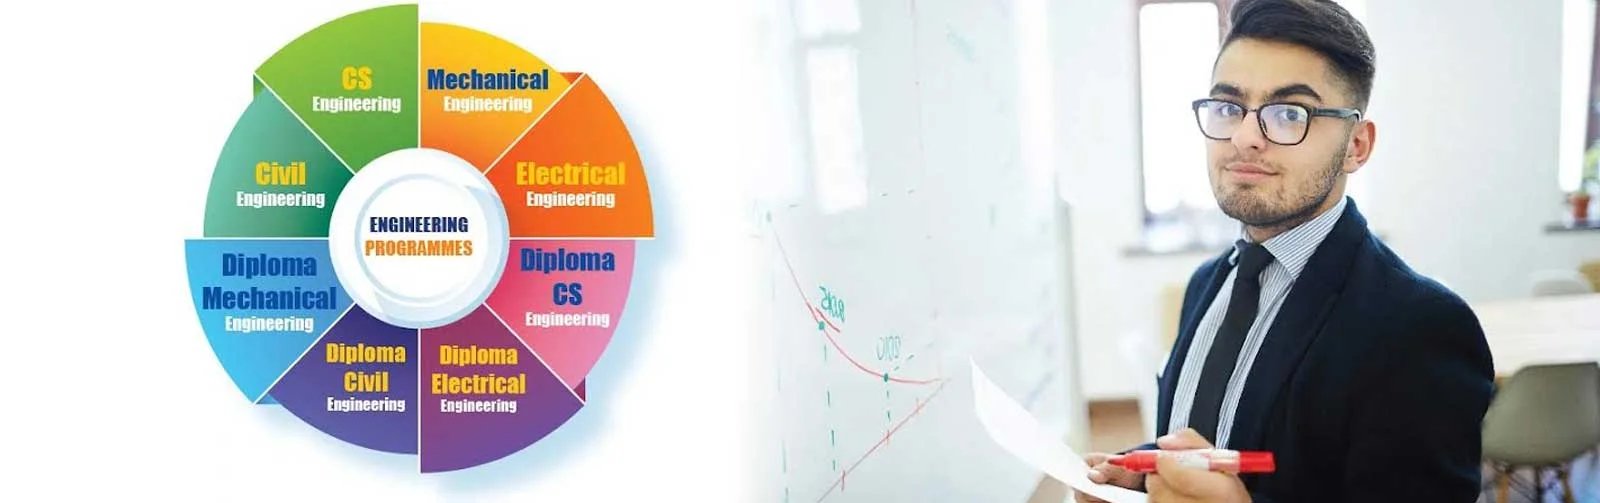 CS
Engineering
Mechanical
Engineering
Electrical
Engineering
Diploma
CS
Engineering
Diploma
Electrical
Engineering
Diploma
Civil
Engineering
Diploma
Mechanical
Engineering
Civil
Engineering
ENGINEERING
PROGRAMMES